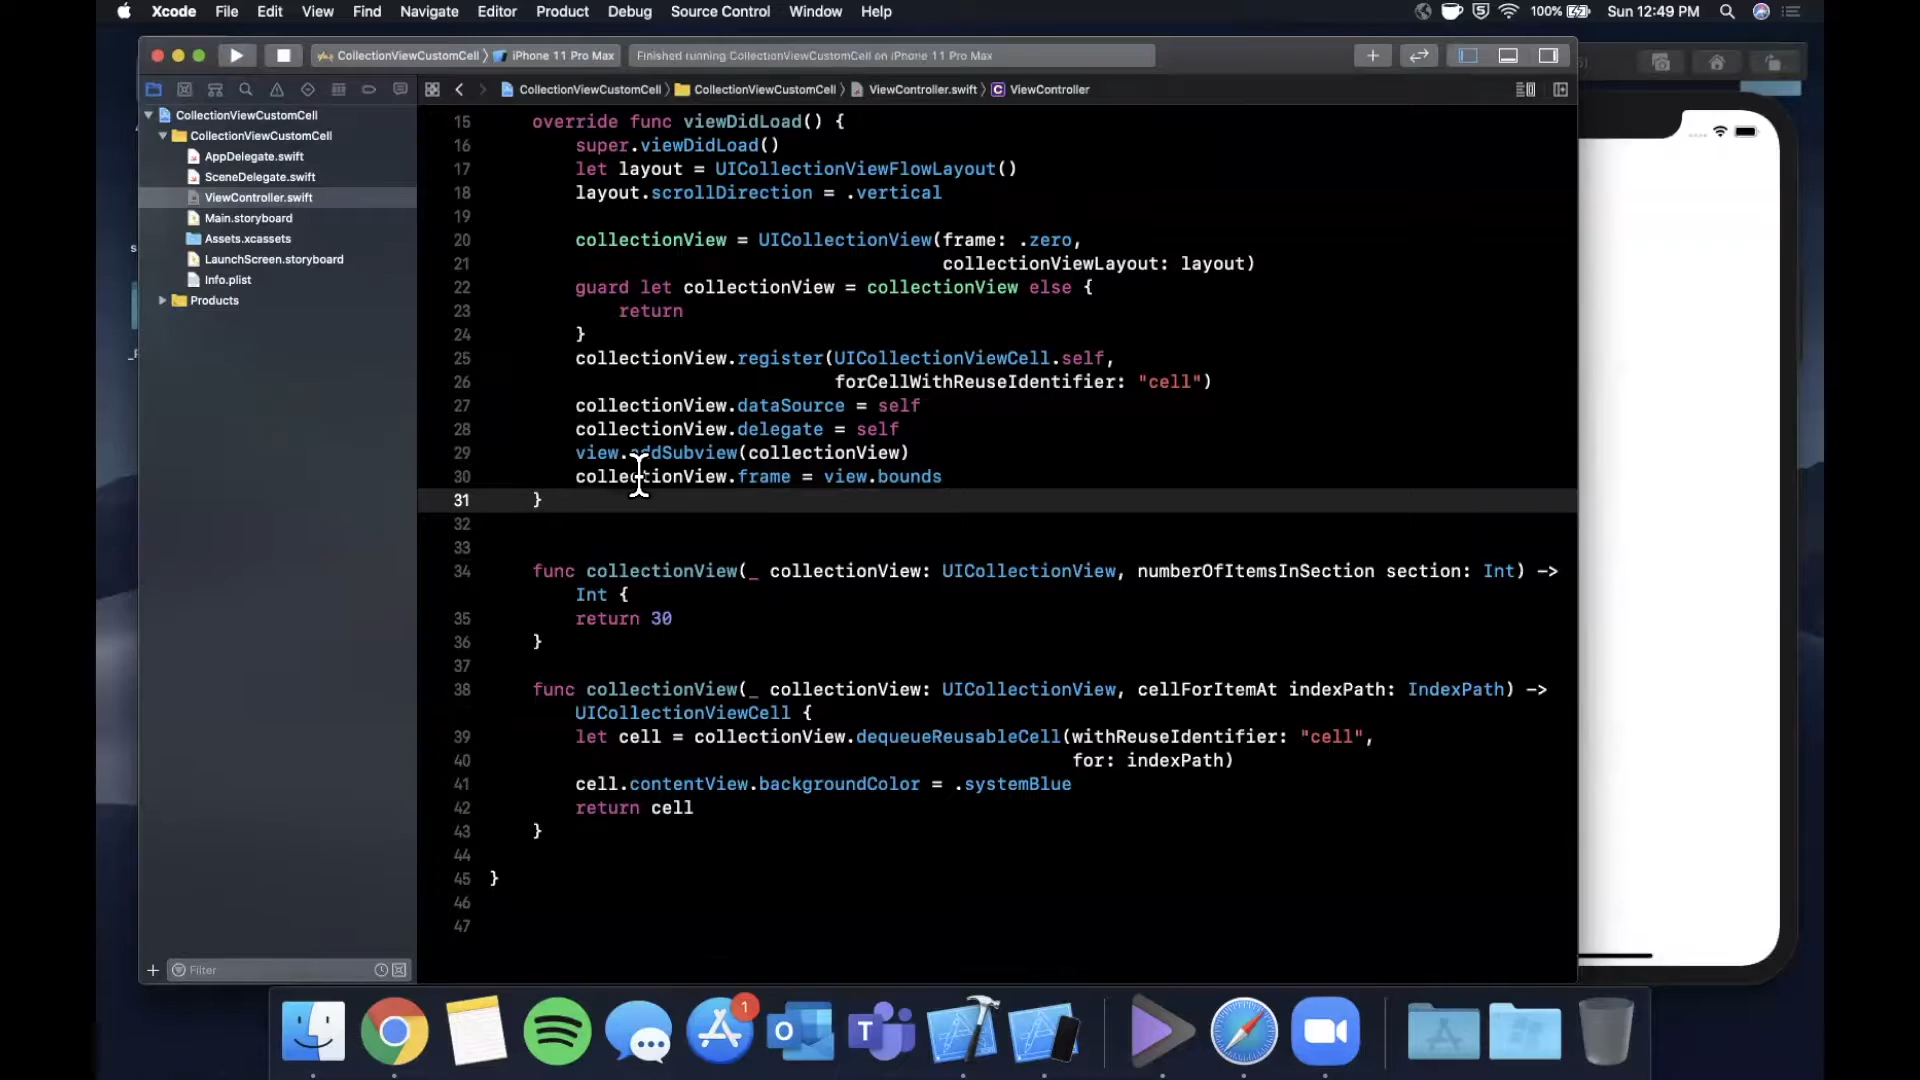 Xcode File Edit View Find Navigate Editor Product Debug Source Control Window Help 100% Sun 12:49 PM
CollectionViewCustomCell iPhone 11 Pro Max Finished running CollectionViewCustomCell on iPhone 11 Pro Max
CollectionViewCustomCell CollectionViewCustomCell ViewController.swift C ViewController
CollectionViewCustomCell
CollectionViewCustomCell
AppDelegate.swift
SceneDelegate.swift
ViewController.swift
Main.storyboard
Assets.xcassets
LaunchScreen.storyboard
Info.plist
Products
15 override func viewDidLoad() {
16 super.viewDidLoad()
17 let layout = UICollectionViewFlowLayout()
18 layout.scrollDirection = .vertical
19
20 collectionView = UICollectionView(frame: .zero,
21 collectionViewLayout: layout)
22 guard let collectionView = collectionView else {
23 return
24 }
25 collectionView.register(UICollectionViewCell.self,
26 forCellWithReuseIdentifier: "cell")
27 collectionView.dataSource = self
28 collectionView.delegate = self
29 view.addSubview(collectionView)
30 collectionView.frame = view.bounds
31 }
32
33
34 func collectionView(_ collectionView: UICollectionView, numberOfItemsInSection section: Int) ->
Int {
35 return 30
36 }
37
38 func collectionView(_ collectionView: UICollectionView, cellForItemAt indexPath: IndexPath) ->
UICollectionViewCell {
39 let cell = collectionView.dequeueReusableCell(withReuseIdentifier: "cell",
40 for: indexPath)
41 cell.contentView.backgroundColor = .systemBlue
42 return cell
43 }
44
45 }
46
47
Filter
1